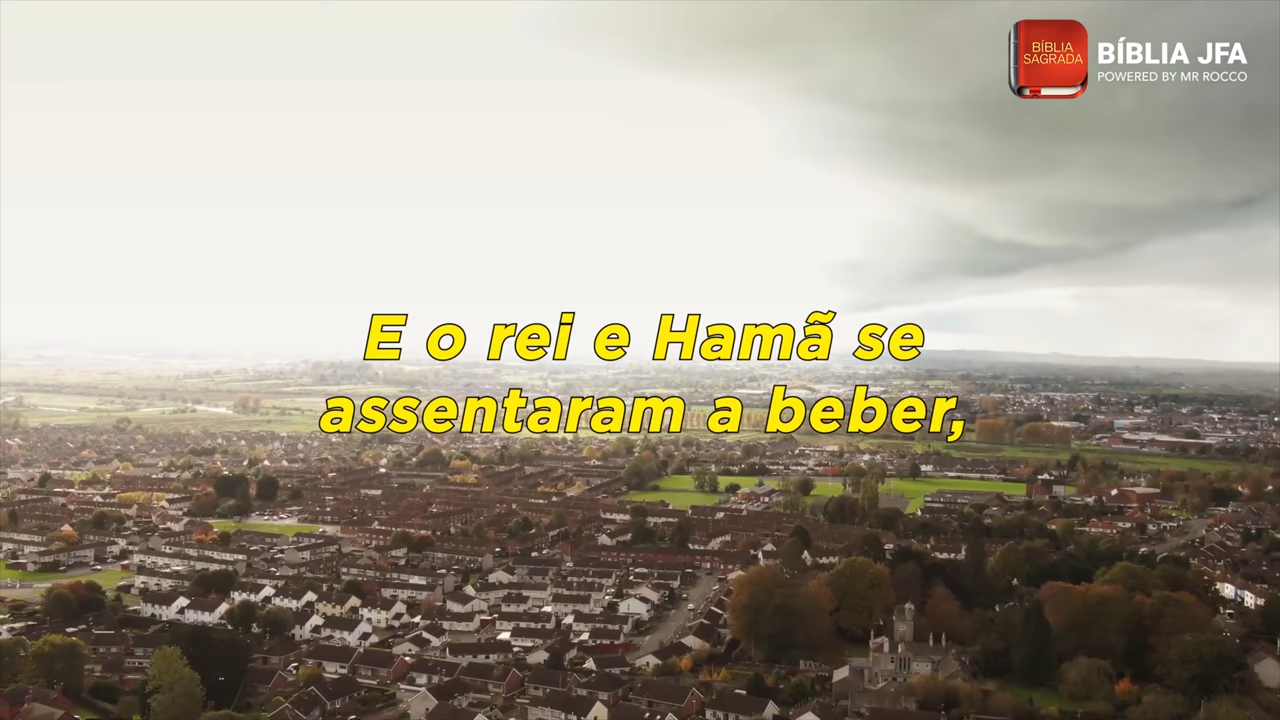 BÍBLIA
SAGRADA
BÍBLIA JFA
POWERED BY MR ROCCO
E o rei e Hamã se
assentaram a beber,